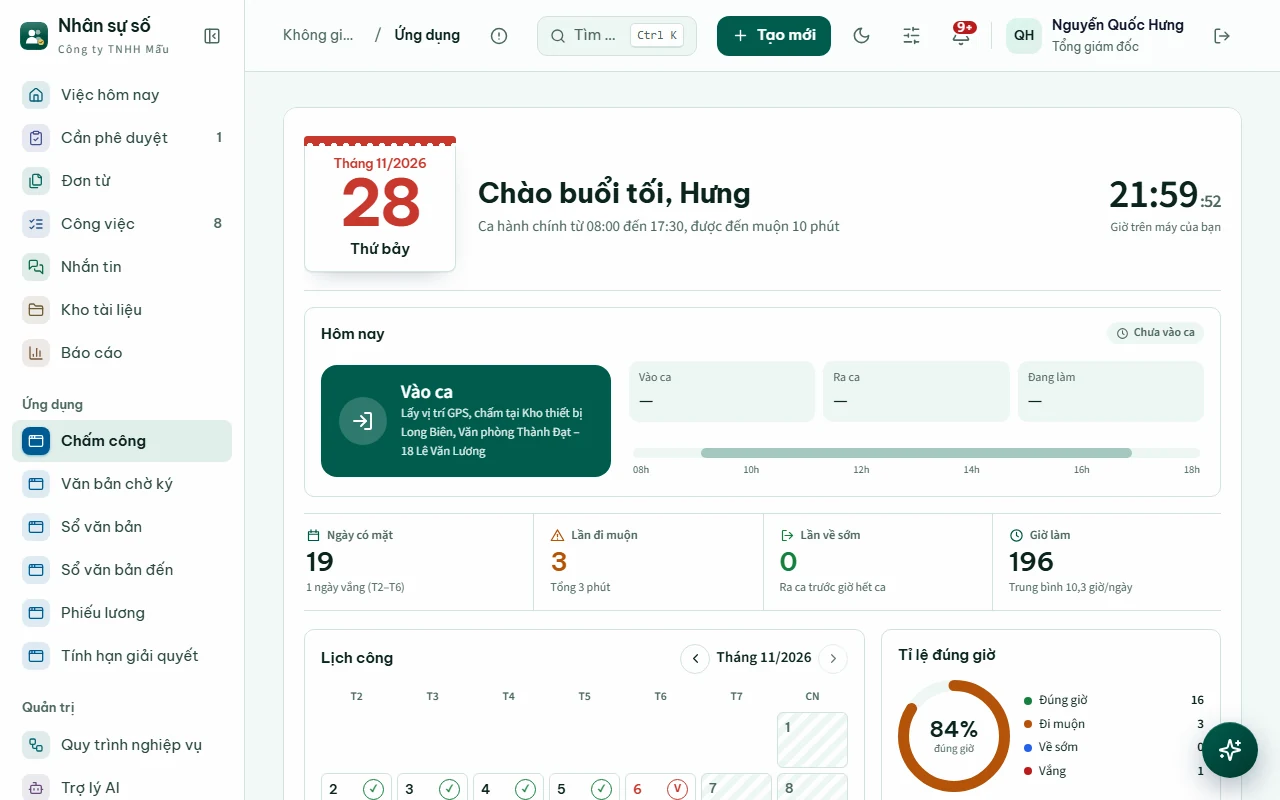 Nhân sự số
Công ty TNHH Mẫu
Không gi... / Ứng dụng
Tìm ... Ctrl K
Tạo mới
9+
QH
Nguyễn Quốc Hưng
Tổng giám đốc
Việc hôm nay
Cần phê duyệt 1
Đơn từ
Công việc 8
Nhắn tin
Kho tài liệu
Báo cáo
Ứng dụng
Chấm công
Văn bản chờ ký
Sổ văn bản
Sổ văn bản đến
Phiếu lương
Tính hạn giải quyết
Quản trị
Quy trình nghiệp vụ
Trợ lý AI
Tháng 11/2026
28
Thứ bảy
Chào buổi tối, Hưng
Ca hành chính từ 08:00 đến 17:30, được đến muộn 10 phút
21:59:52
Giờ trên máy của bạn
Hôm nay
Chưa vào ca
Vào ca
Lấy vị trí GPS, chấm tại Kho thiết bị
Long Biên, Văn phòng Thành Đạt –
18 Lê Văn Lương
Vào ca
—
Ra ca
—
Đang làm
—
08h 10h 12h 14h 16h 18h
Ngày có mặt
19
1 ngày vắng (T2–T6)
Lần đi muộn
3
Tổng 3 phút
Lần về sớm
0
Ra ca trước giờ hết ca
Giờ làm
196
Trung bình 10,3 giờ/ngày
Lịch công
Tháng 11/2026
T2 T3 T4 T5 T6 T7 CN
1
2 3 4 5 6 V 7 8
Tỉ lệ đúng giờ
84%
đúng giờ
Đúng giờ 16
Đi muộn 3
Về sớm 0
Vắng 1